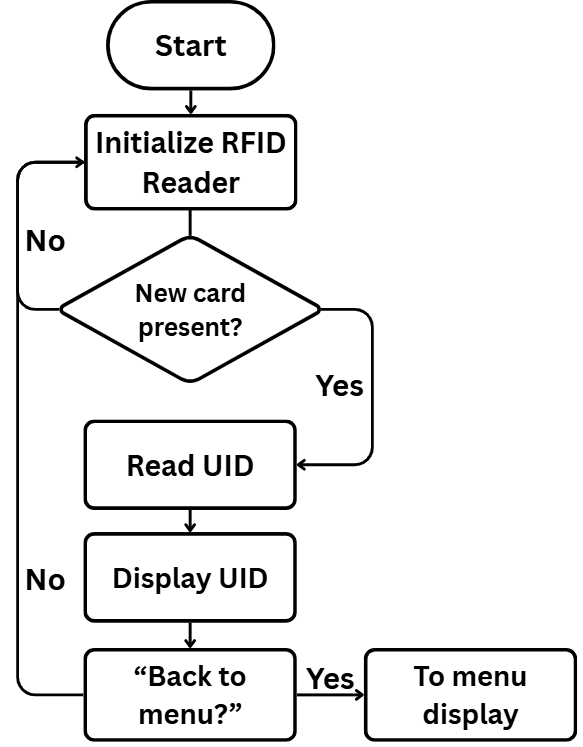 Start
Initialize RFID
Reader
No
New card
present?
Yes
Read UID
Display UID
No
“Back to
menu?”
Yes
To menu
display